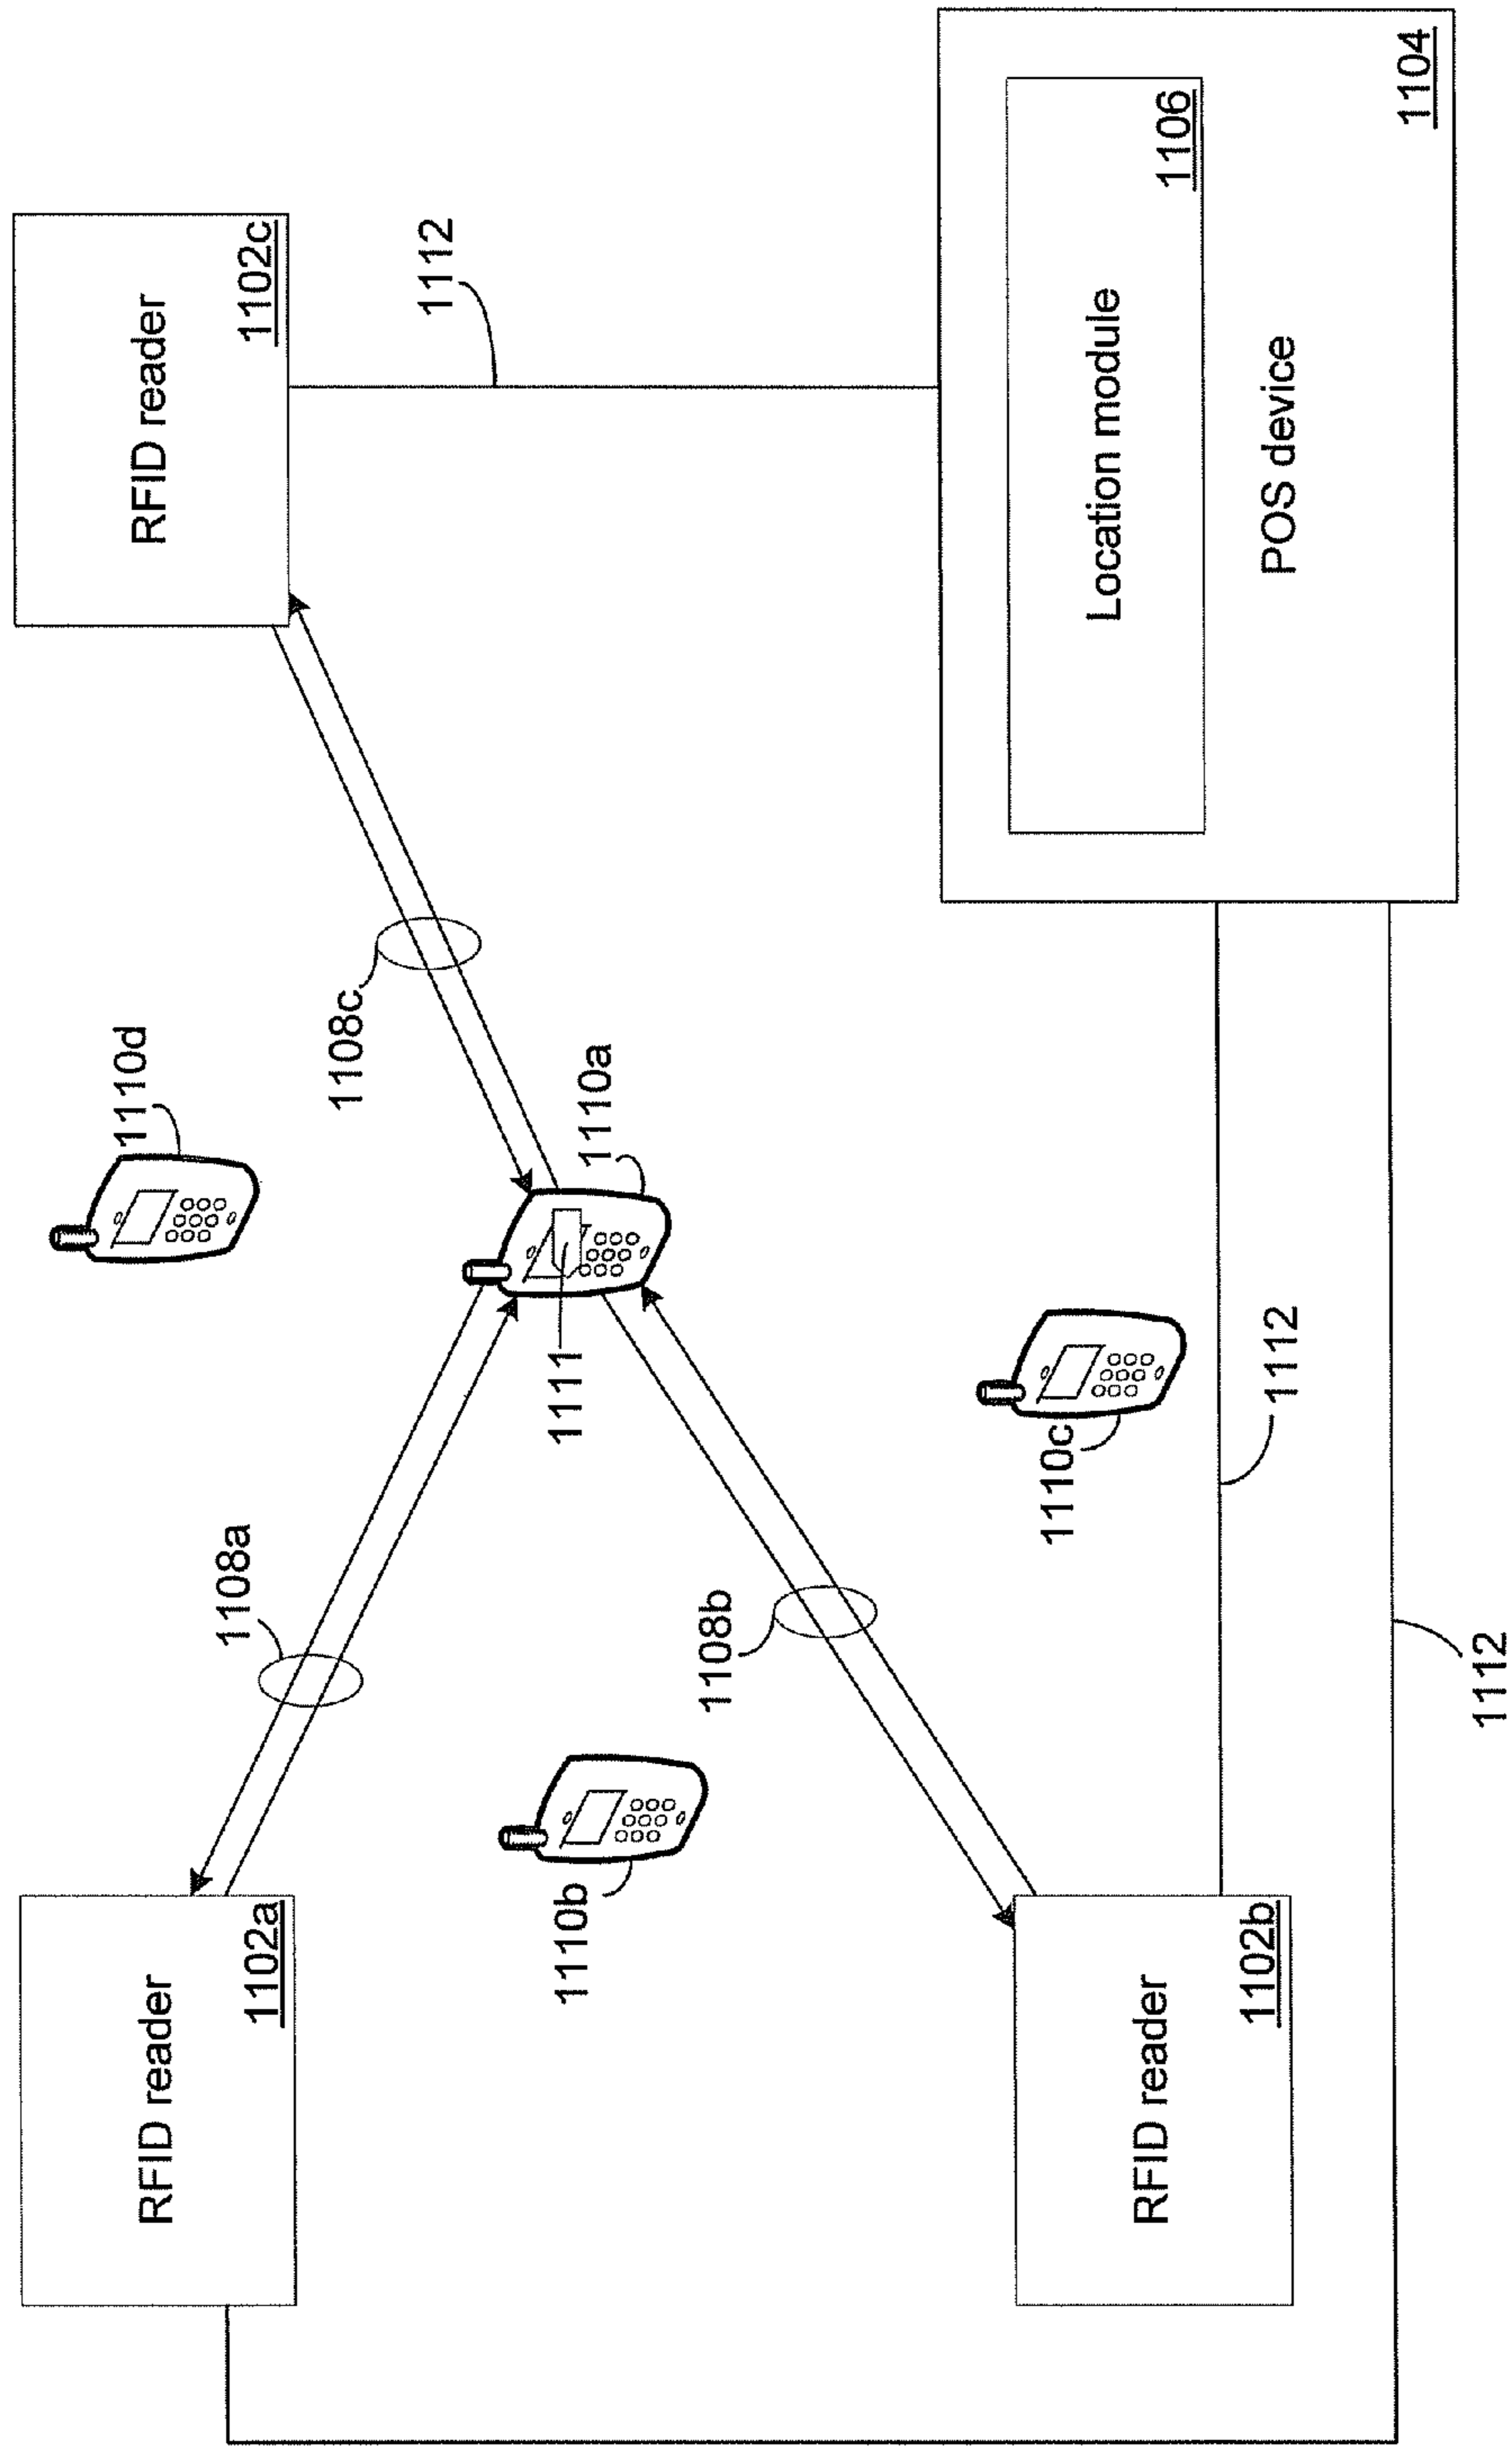 RFID reader
1102a
1108a
1110d
RFID reader
1102c
1108c
1112
1110b
1111
1110a
1108b
1110c
Location module
1106
RFID reader
1102b
1112
POS device
1104
1112